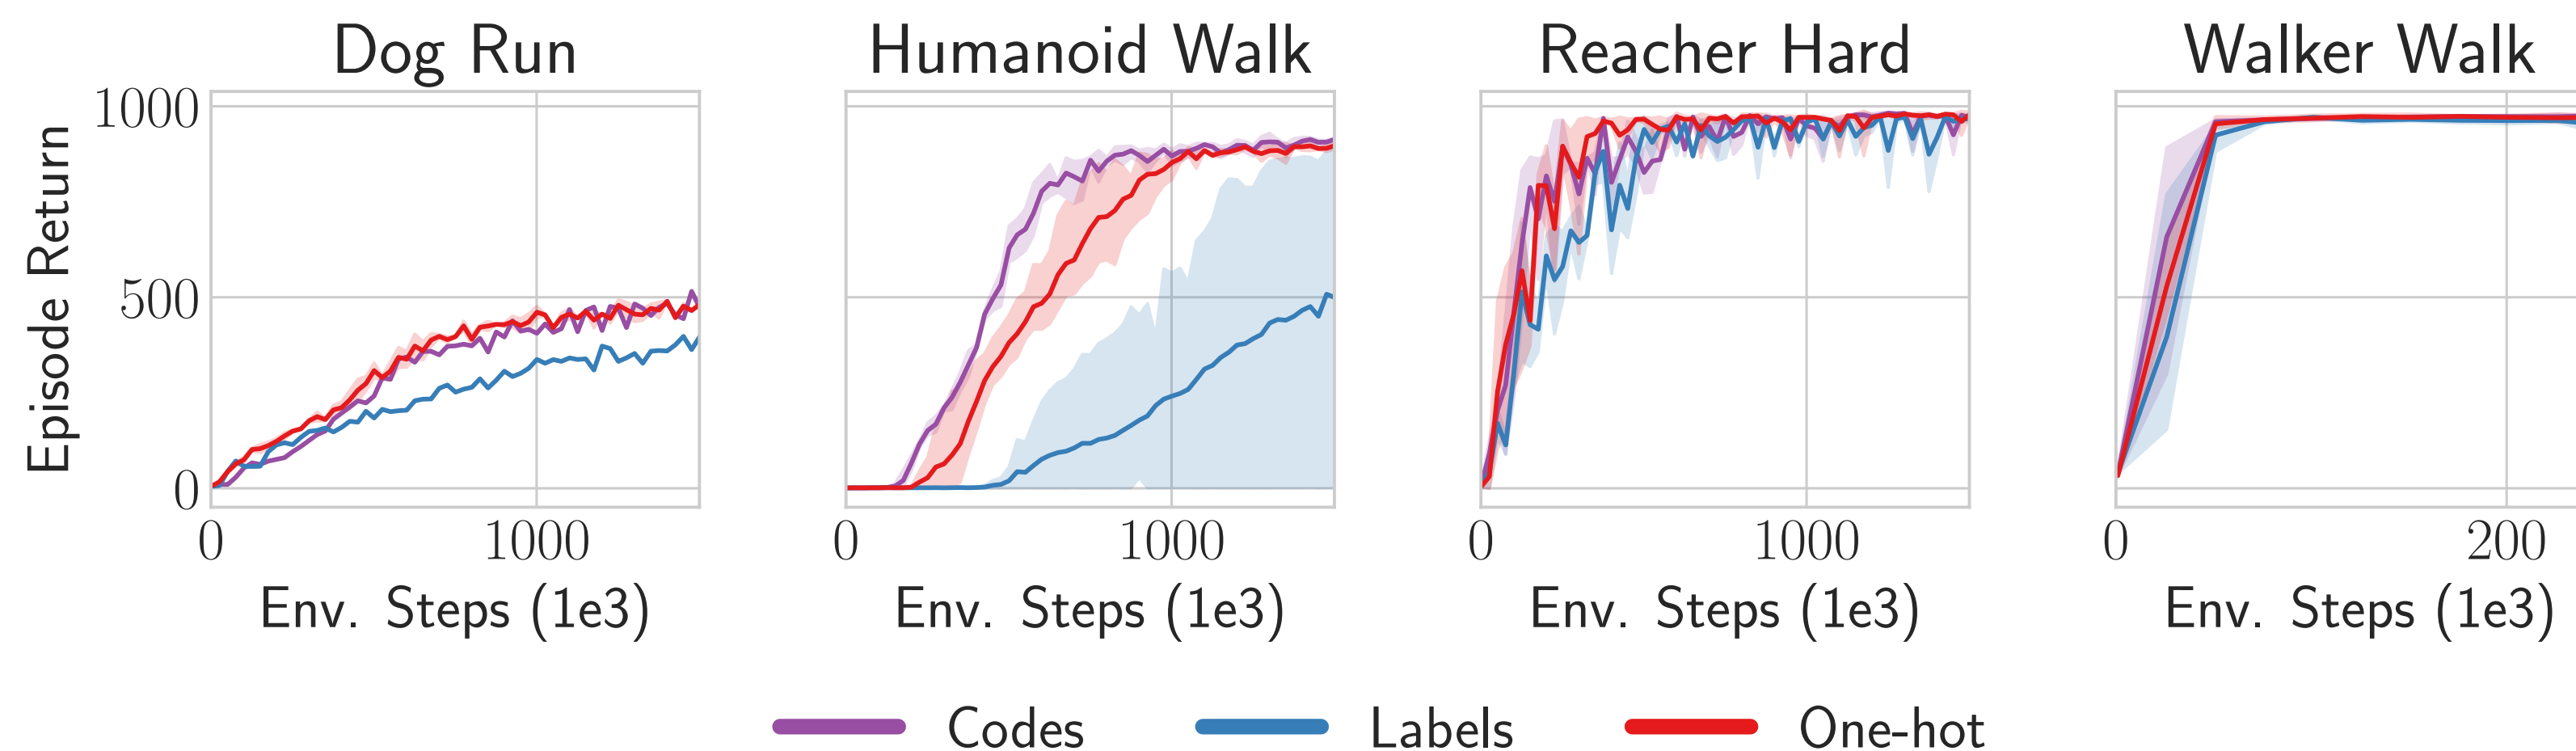 Dog Run Humanoid Walk Reacher Hard Walker Walk
1000
500
0
Episode Return
0 1000 0 1000 0 1000 0 200
Env. Steps (1e3) Env. Steps (1e3) Env. Steps (1e3) Env. Steps (1e3)
Codes Labels One-hot